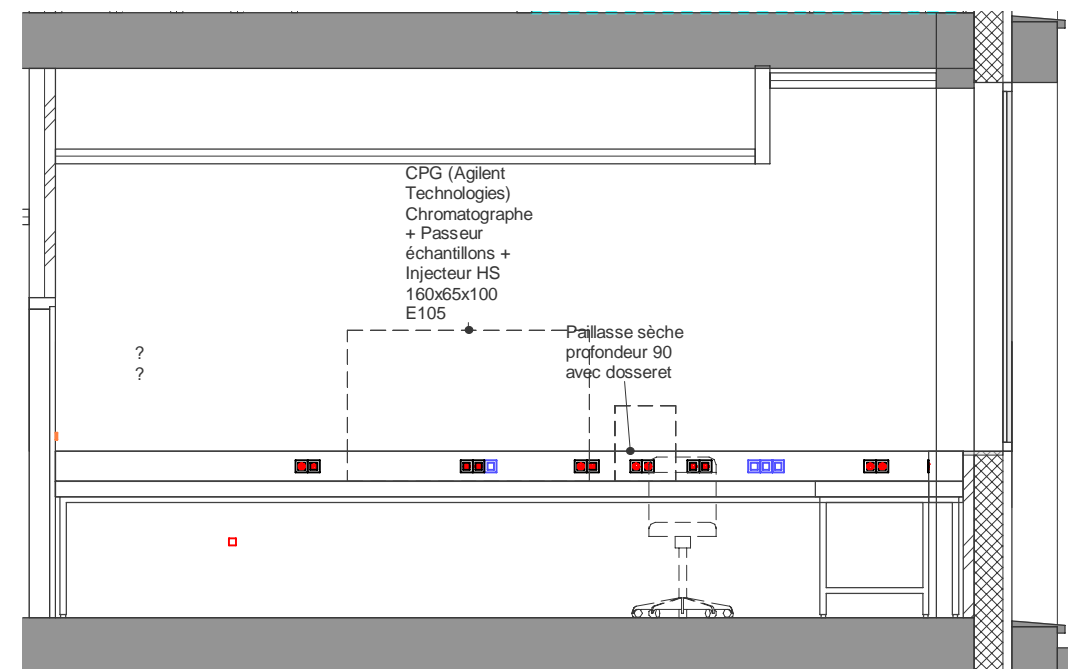 CPG (Agilent
Technologies)
Chromatographe
+ Passeur
échantillons +
Injecteur HS
160x65x100
E105
Paillasse sèche
profondeur 90
avec dosseret
?
?